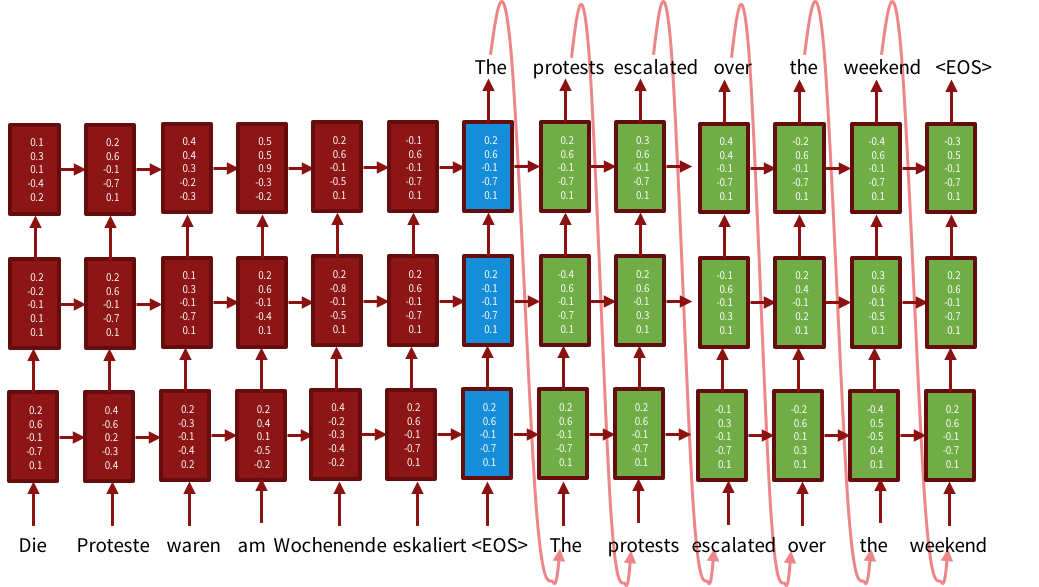 The protests escalated over the weekend <EOS>
0.1 0.2 0.4 0.5 0.2 -0.1 0.2 0.2 0.3 0.4 -0.2 -0.4 -0.3
0.3 0.6 0.4 0.5 0.6 0.6 0.6 0.6 0.6 0.4 0.6 0.6 0.5
0.1 -0.1 0.3 0.9 -0.1 -0.1 -0.1 -0.1 -0.1 -0.1 -0.1 -0.1 -0.1
-0.4 -0.7 -0.2 -0.3 -0.5 -0.7 -0.7 -0.7 -0.7 -0.7 -0.7 -0.7 -0.7
0.2 0.1 -0.3 -0.2 0.1 0.1 0.1 0.1 0.1 0.1 0.1 0.1 0.1
0.2 0.2 0.1 0.2 0.2 0.2 0.2 -0.4 0.2 -0.1 0.2 0.3 0.2
-0.2 0.6 0.3 0.6 -0.8 0.6 -0.1 0.6 0.6 0.6 0.4 0.6 0.6
-0.1 -0.1 -0.1 -0.1 -0.1 -0.1 -0.1 -0.1 -0.1 -0.1 -0.1 -0.1 -0.1
0.1 -0.7 -0.7 -0.4 -0.5 -0.7 -0.7 -0.7 0.3 0.3 0.2 -0.5 -0.7
0.1 0.1 0.1 0.1 0.1 0.1 0.1 0.1 0.1 0.1 0.1 0.1 0.1
0.2 0.4 0.2 0.2 0.4 0.2 0.2 0.2 0.2 -0.1 -0.2 -0.4 0.2
0.6 -0.6 -0.3 0.4 -0.2 0.6 0.6 0.6 0.6 0.3 0.6 0.5 0.6
-0.1 0.2 -0.1 0.1 -0.3 -0.1 -0.1 -0.1 -0.1 -0.1 0.1 -0.5 -0.1
-0.7 -0.3 -0.4 -0.5 -0.4 -0.7 -0.7 -0.7 -0.7 -0.7 0.3 0.4 -0.7
0.1 0.4 0.2 -0.2 -0.2 0.1 0.1 0.1 0.1 0.1 0.1 0.1 0.1
Die Proteste waren am Wochenende eskaliert <EOS> The protests escalated over the weekend